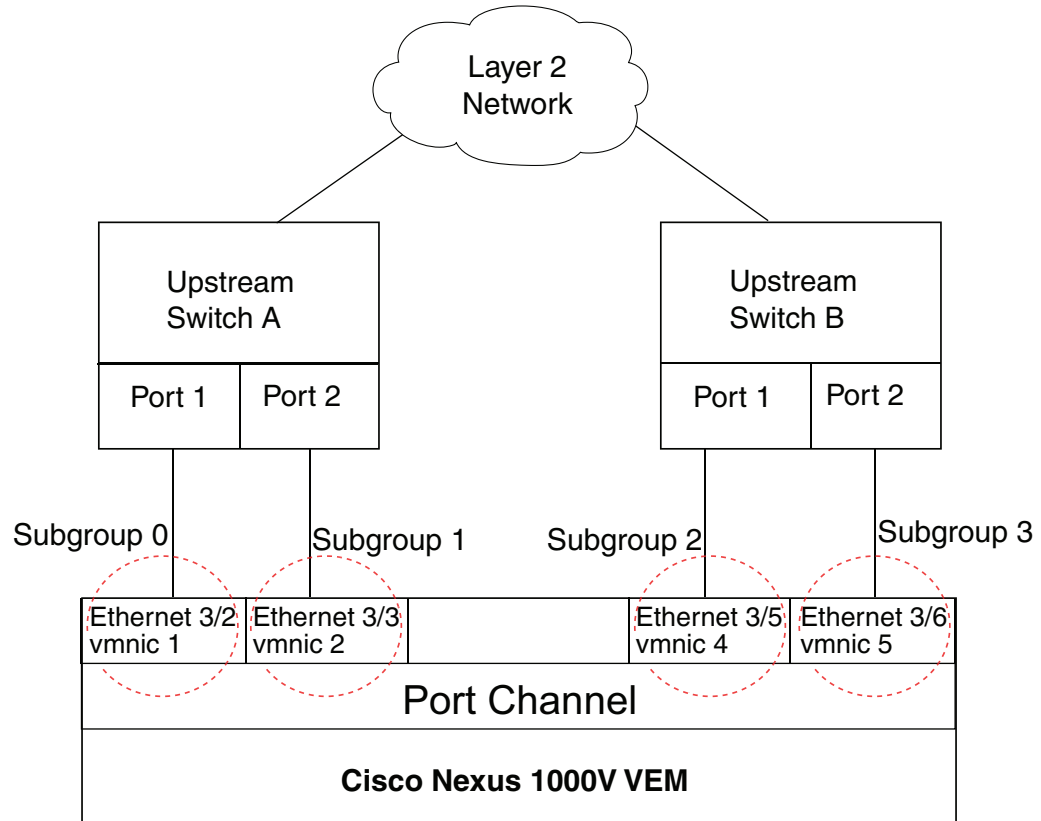 Layer 2
Network
Upstream
Switch A
Upstream
Switch B
Port 1
Port 2
Port 1
Port 2
Subgroup 0
Subgroup 1
Subgroup 2
Subgroup 3
Ethernet 3/2
vmnic 1
Ethernet 3/3
vmnic 2
Ethernet 3/5
vmnic 4
Ethernet 3/6
vmnic 5
Port Channel
Cisco Nexus 1000V VEM